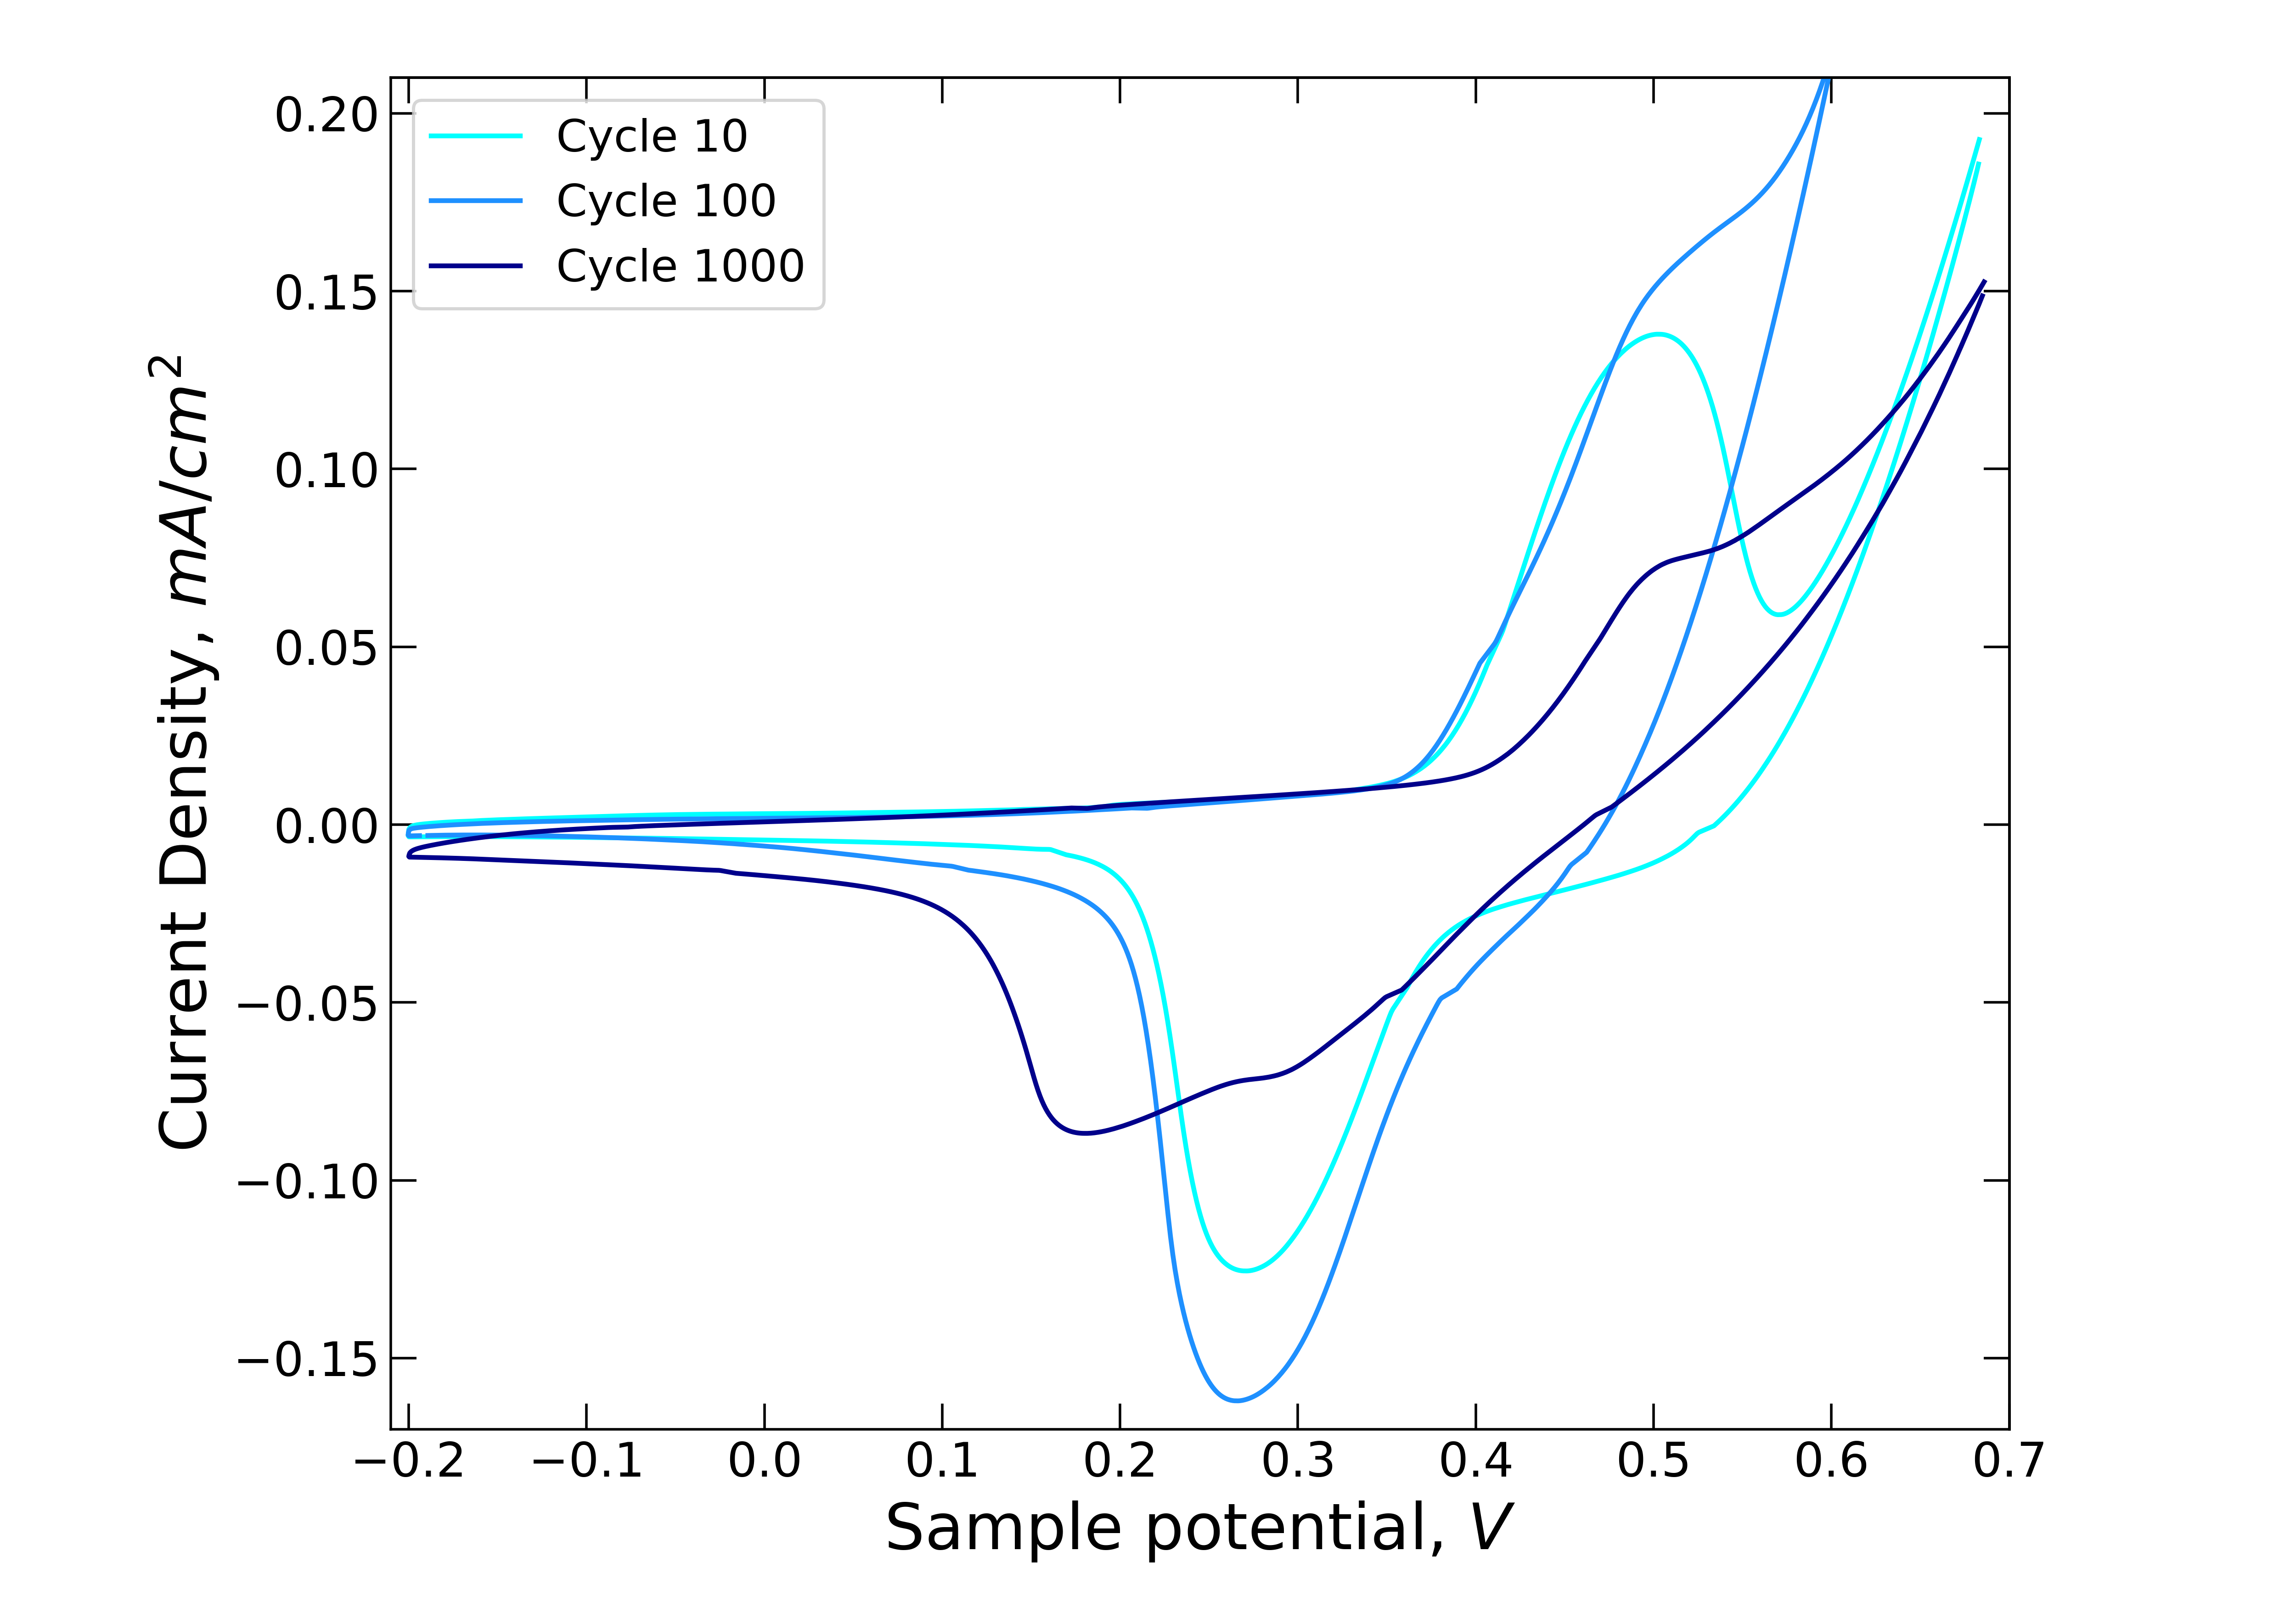 Cycle 10
Cycle 100
Cycle 1000
0.20
0.15
0.10
0.05
0.00
−0.05
−0.10
−0.15
Current Density, mA/cm²
−0.2 −0.1 0.0 0.1 0.2 0.3 0.4 0.5 0.6 0.7
Sample potential, V